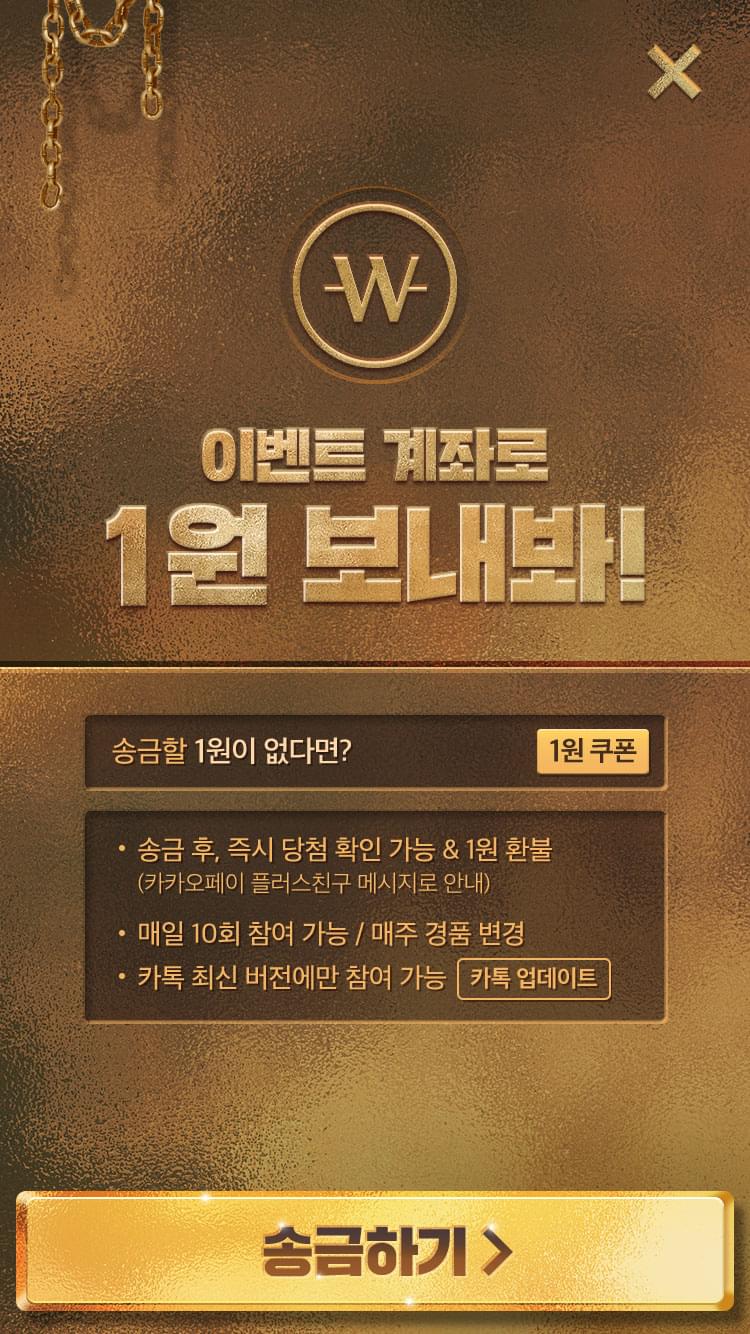 ₩
이벤트 계좌로
1원 보내봐!
송금할 1원이 없다면?
1원 쿠폰
• 송금 후, 즉시 당첨 확인 가능 & 1원 환불
(카카오페이 플러스친구 메시지로 안내)
• 매일 10회 참여 가능 / 매주 경품 변경
• 카톡 최신 버전에만 참여 가능 카톡 업데이트
송금하기 >